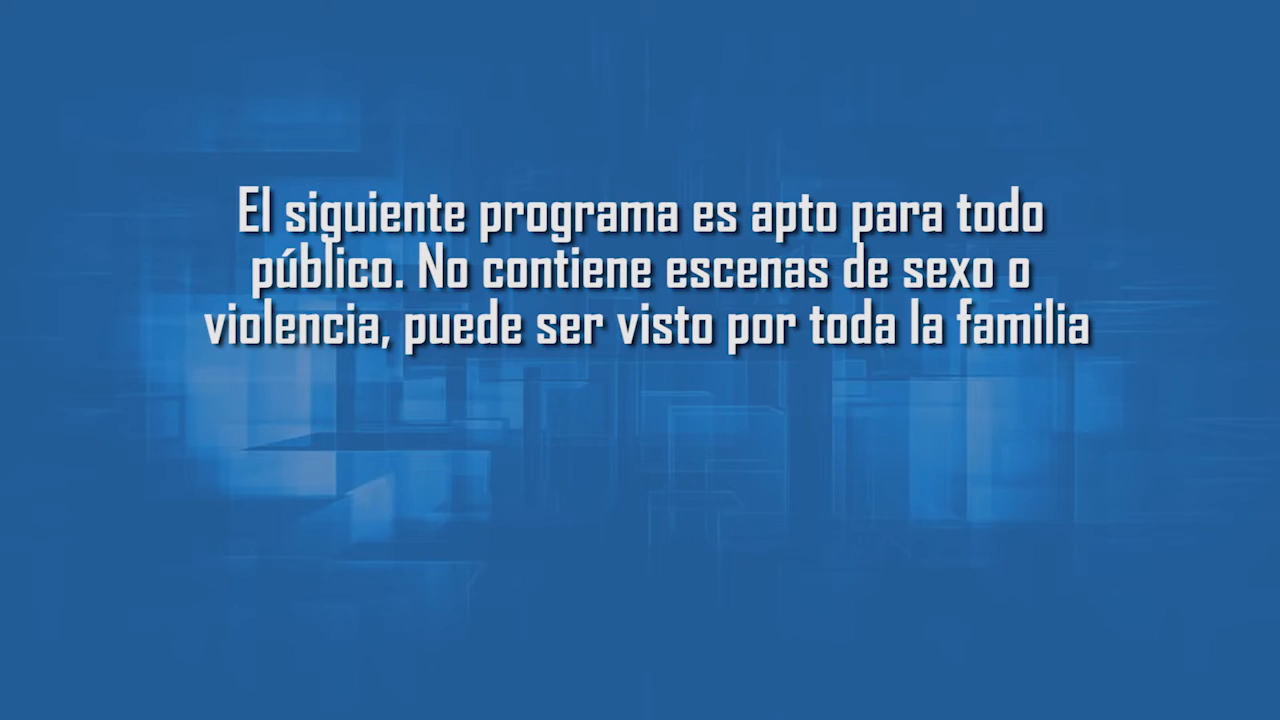 El siguiente programa es apto para todo
público. No contiene escenas de sexo o
violencia, puede ser visto por toda la familia